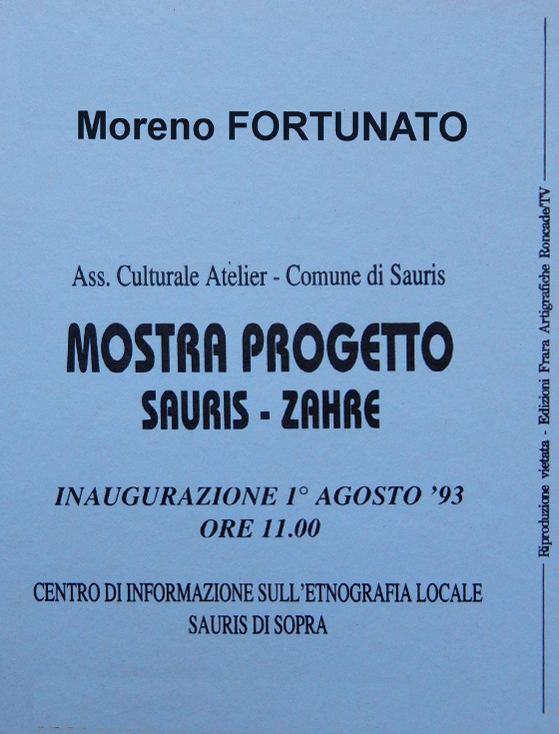 Moreno FORTUNATO
Ass. Culturale Atelier - Comune di Sauris
MOSTRA PROGETTO
SAURIS - ZAHRE
INAUGURAZIONE 1° AGOSTO '93
ORE 11.00
CENTRO DI INFORMAZIONE SULL'ETNOGRAFIA LOCALE
SAURIS DI SOPRA
Riproduzione vietata - Edizioni Frara Artigrafiche Roncade/TV